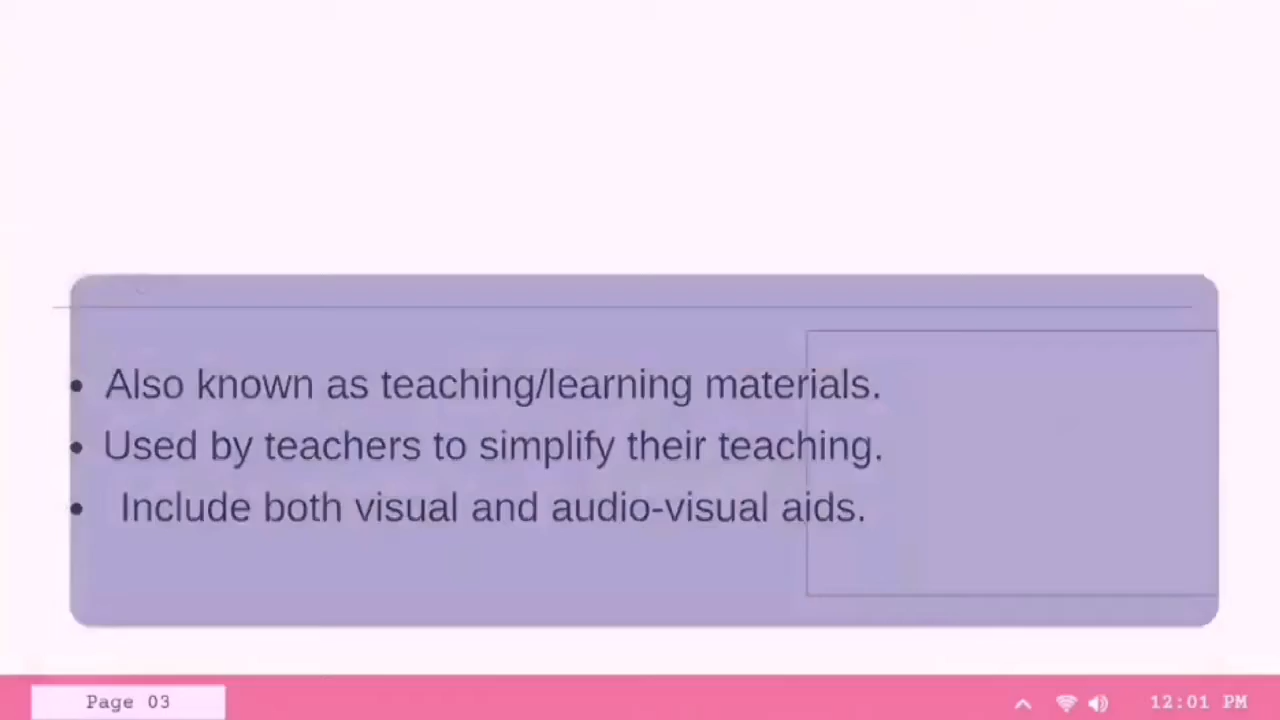 • Also known as teaching/learning materials.
• Used by teachers to simplify their teaching.
• Include both visual and audio-visual aids.
Page 03
12:01 PM